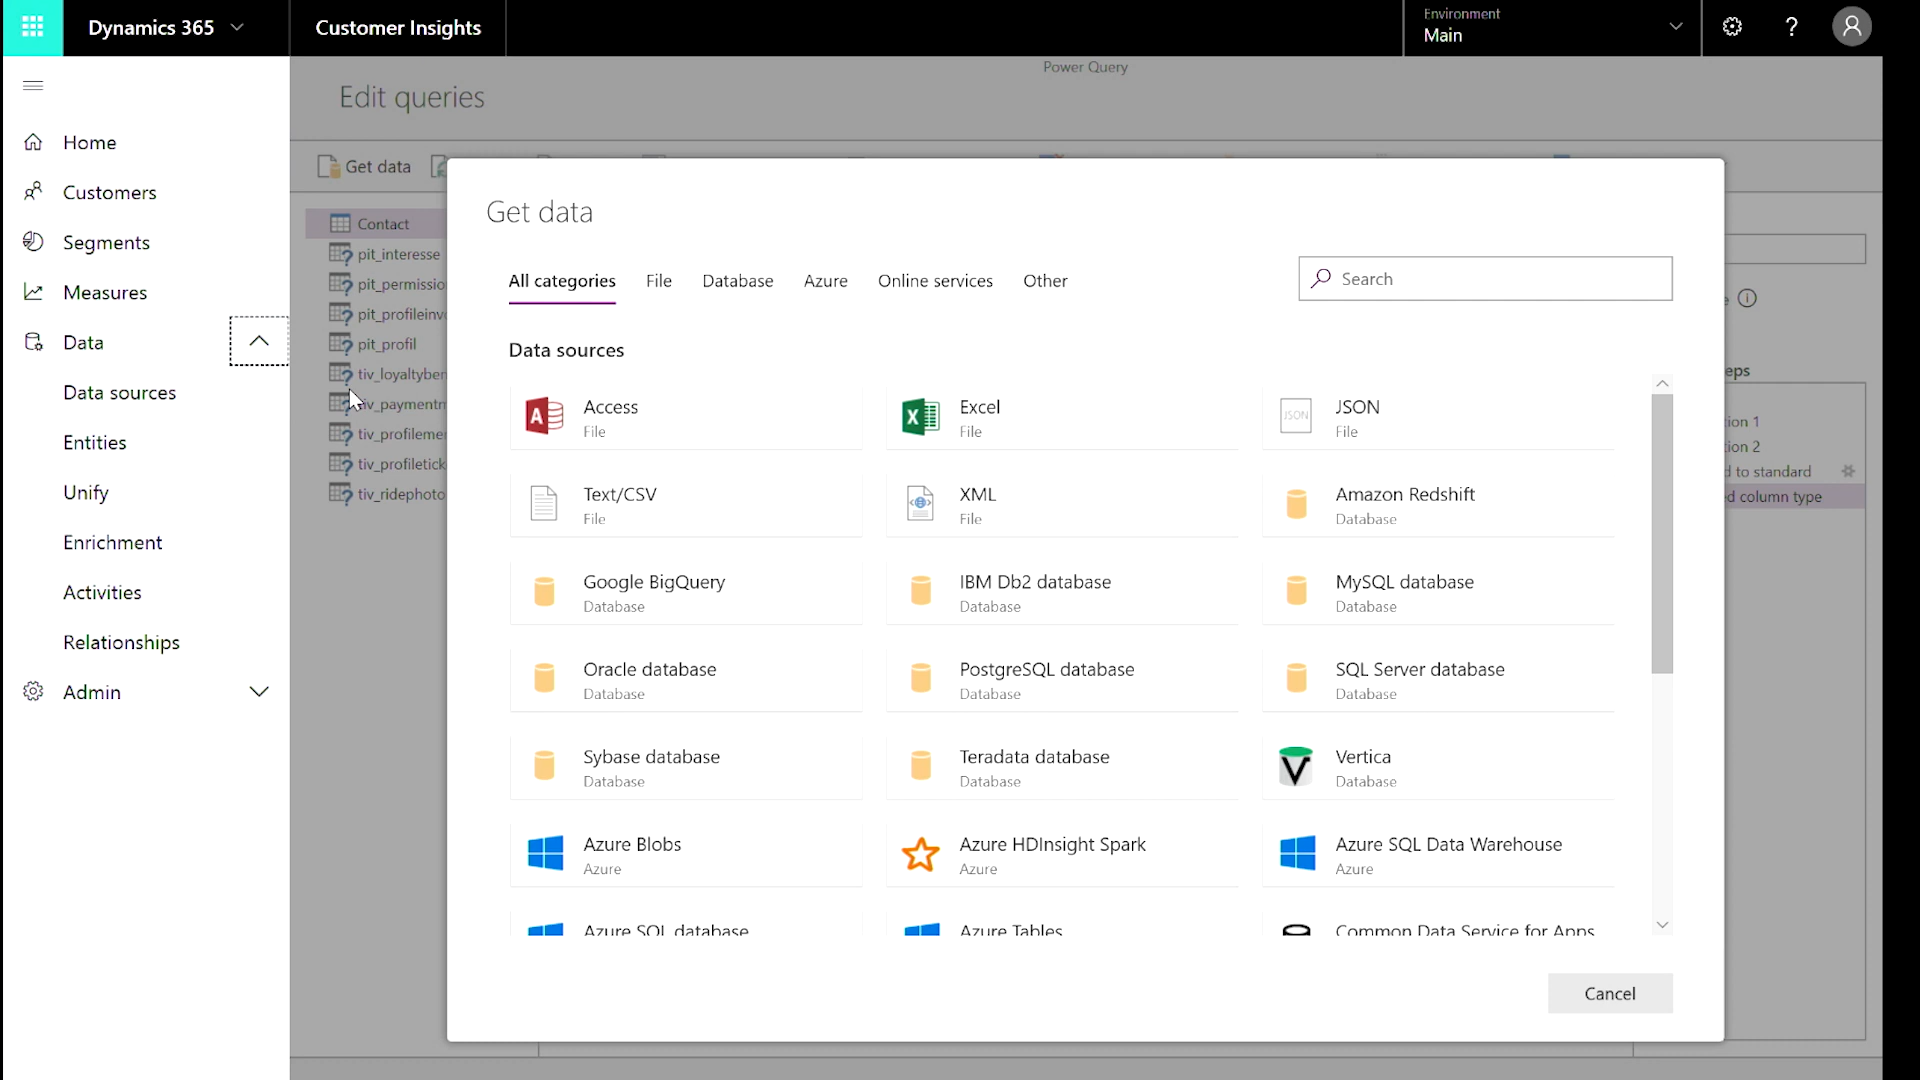 Dynamics 365
Customer Insights
Environment
Main
?
Power Query
Edit queries
Home
Customers
Segments
Measures
Data
Data sources
Entities
Unify
Enrichment
Activities
Relationships
Admin
Get data
Contact
pit_interesse
pit_permissio
pit_profileinv
pit_profil
tiv_loyaltyber
iv_paymentr
tiv_profileme
tiv_profiletick
tiv_ridephoto
Get data
All categories
File
Database
Azure
Online services
Other
Search
Data sources
Access
File
Excel
File
JSON
JSON
File
Text/CSV
File
XML
File
Amazon Redshift
Database
Google BigQuery
Database
IBM Db2 database
Database
MySQL database
Database
Oracle database
Database
PostgreSQL database
Database
SQL Server database
Database
Sybase database
Database
Teradata database
Database
Vertica
Database
Azure Blobs
Azure
Azure HDInsight Spark
Azure
Azure SQL Data Warehouse
Azure
Azure SQL database
Azure Tables
Common Data Service for Apps
Cancel
e
eps
ion 1
ion 2
d to standard
d column type